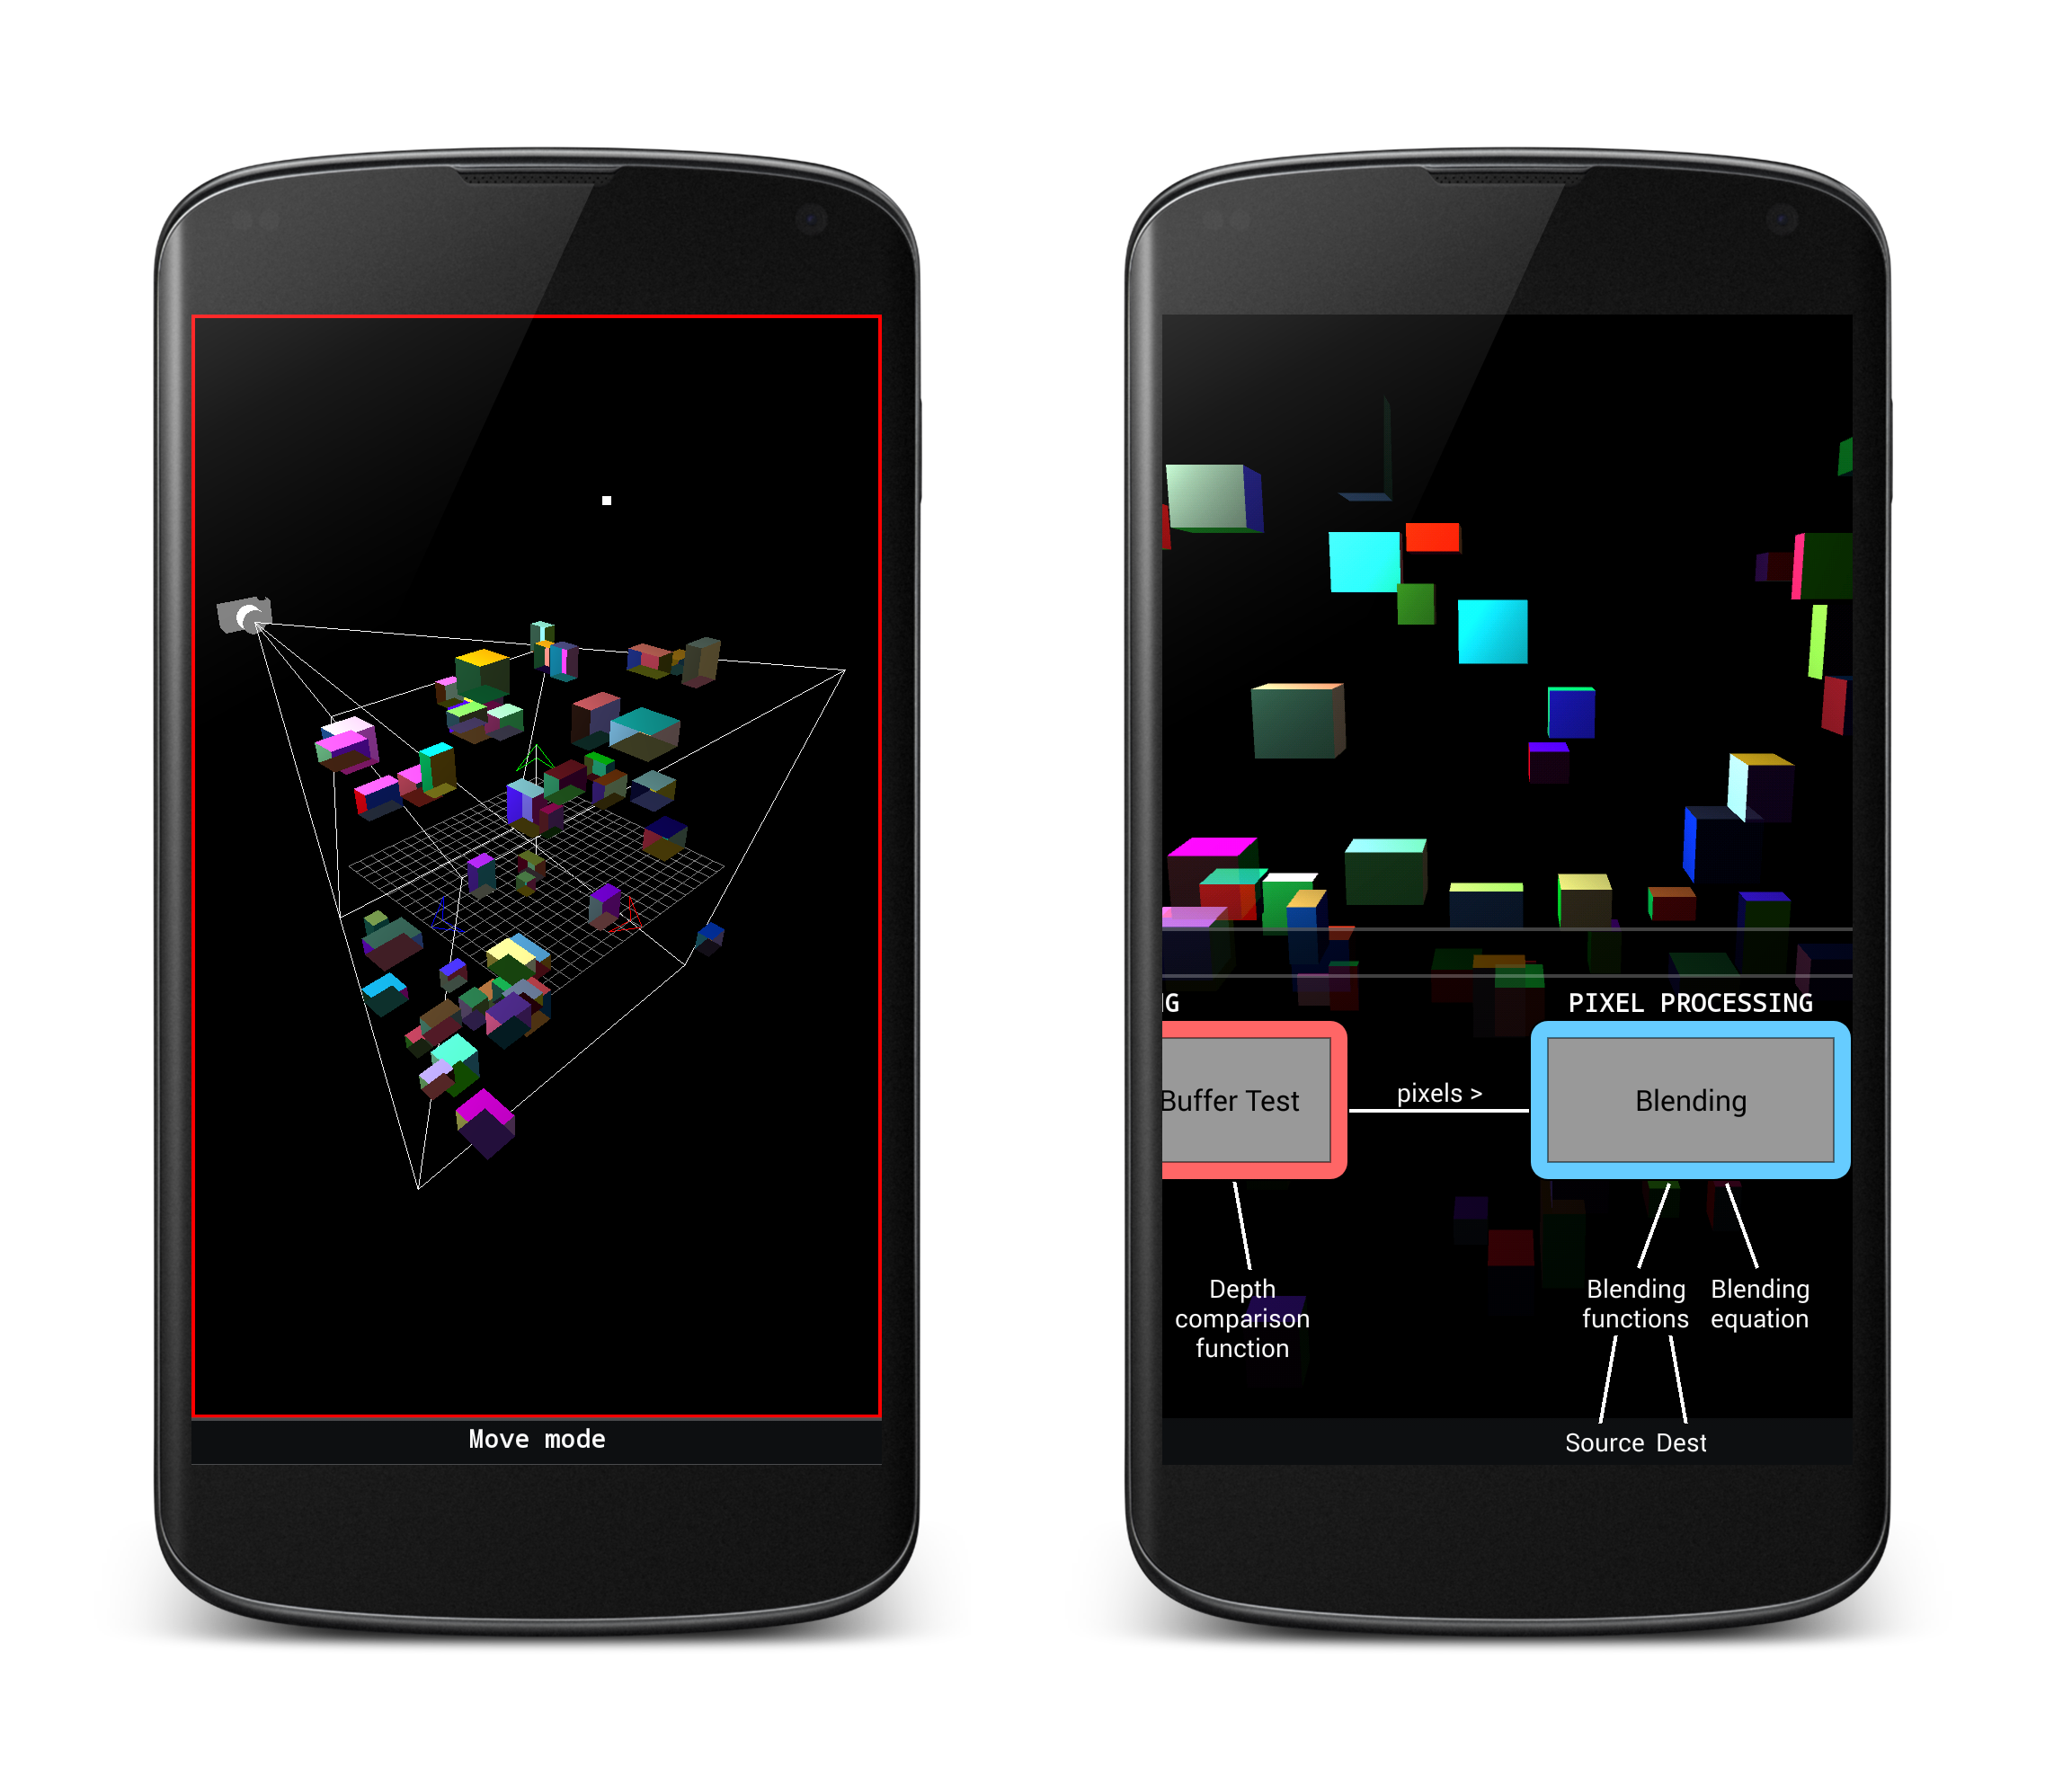 Move mode
G
PIXEL PROCESSING
Buffer Test
pixels >
Blending
Depth
comparison
function
Blending
functions
Blending
equation
Source Dest